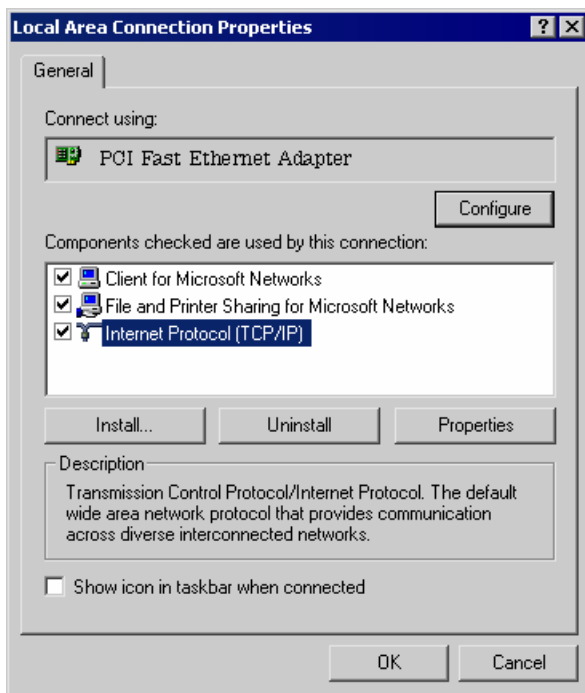 Local Area Connection Properties
General
Connect using:
PCI Fast Ethernet Adapter
Configure
Components checked are used by this connection:
Client for Microsoft Networks
File and Printer Sharing for Microsoft Networks
Internet Protocol (TCP/IP)
Install... Uninstall Properties
Description
Transmission Control Protocol/Internet Protocol. The default
wide area network protocol that provides communication
across diverse interconnected networks.
Show icon in taskbar when connected
OK Cancel